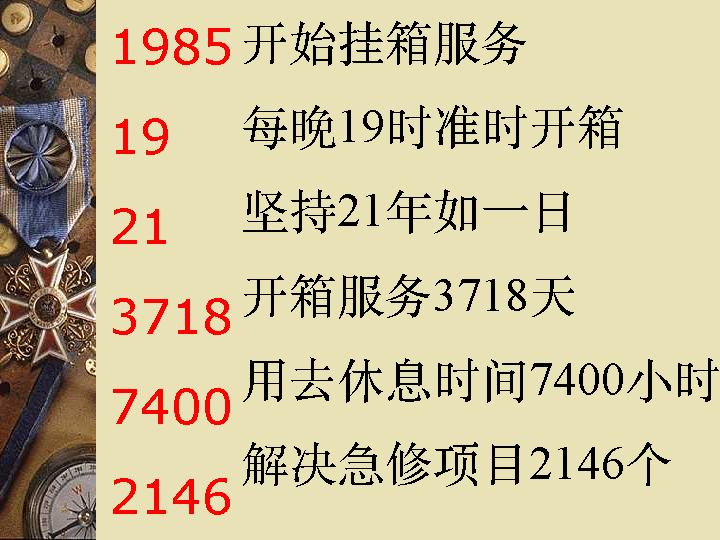 1985 开始挂箱服务
19 每晚19时准时开箱
21 坚持21年如一日
3718 开箱服务3718天
7400 用去休息时间7400小时
2146 解决急修项目2146个